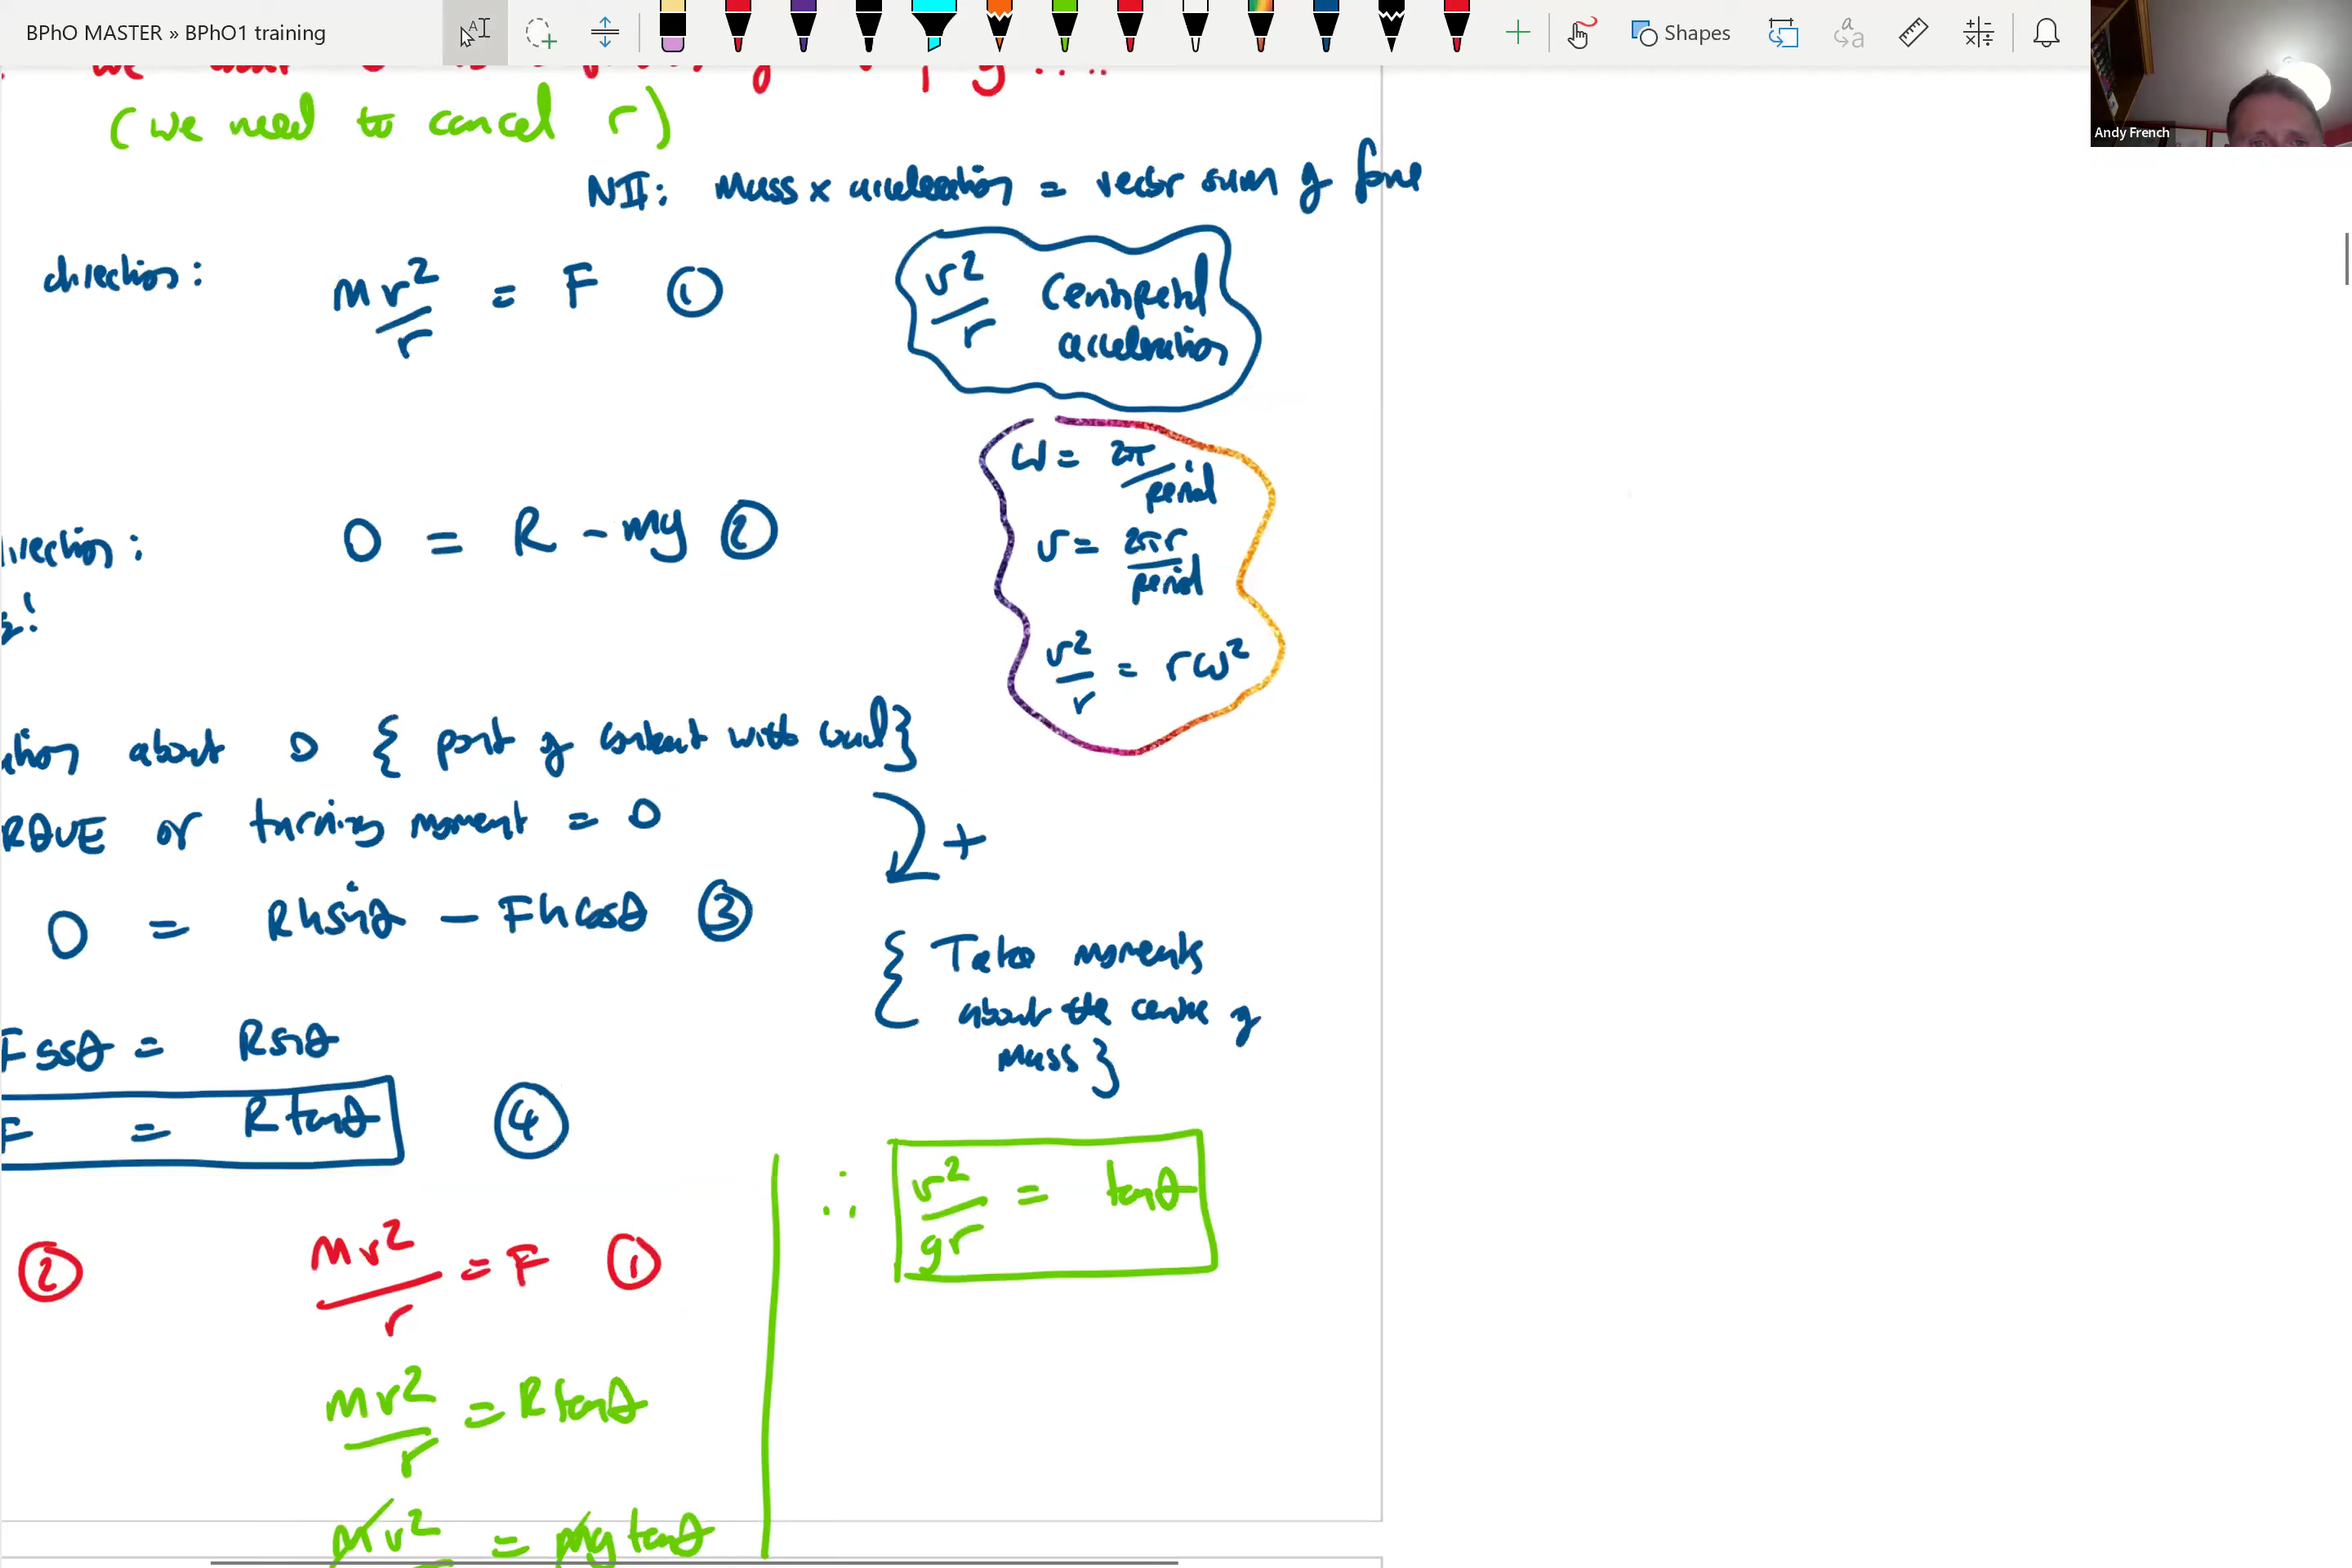 BPhO MASTER » BPhO1 training
Shapes
Andy French
(we need to cancel r)
NII: Mass x acceleration = vector sum of force
direction: mv²/r = F ①
v²/r Centripetal
acceleration
ω = 2π/period
irection: 0 = R - mg ②
v = 2πr/period
v²/r = rω²
about O { point of contact with road }
RQUE or turning moment = 0
+
0 = Rh sinθ - Fh cosθ ③
{ Take moments
about the centre of
mass }
F cosθ = R sinθ
F = R tanθ ④
∴ v²/gr = tanθ
② mv²/r = F ①
mv²/r = R tanθ
mv² = mg tanθ